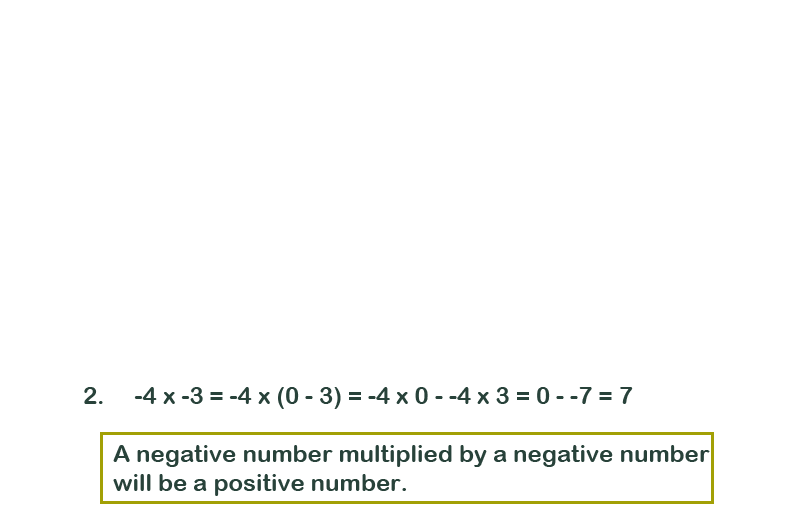 2. -4 x -3 = -4 x (0 - 3) = -4 x 0 - -4 x 3 = 0 - -7 = 7
A negative number multiplied by a negative number
will be a positive number.